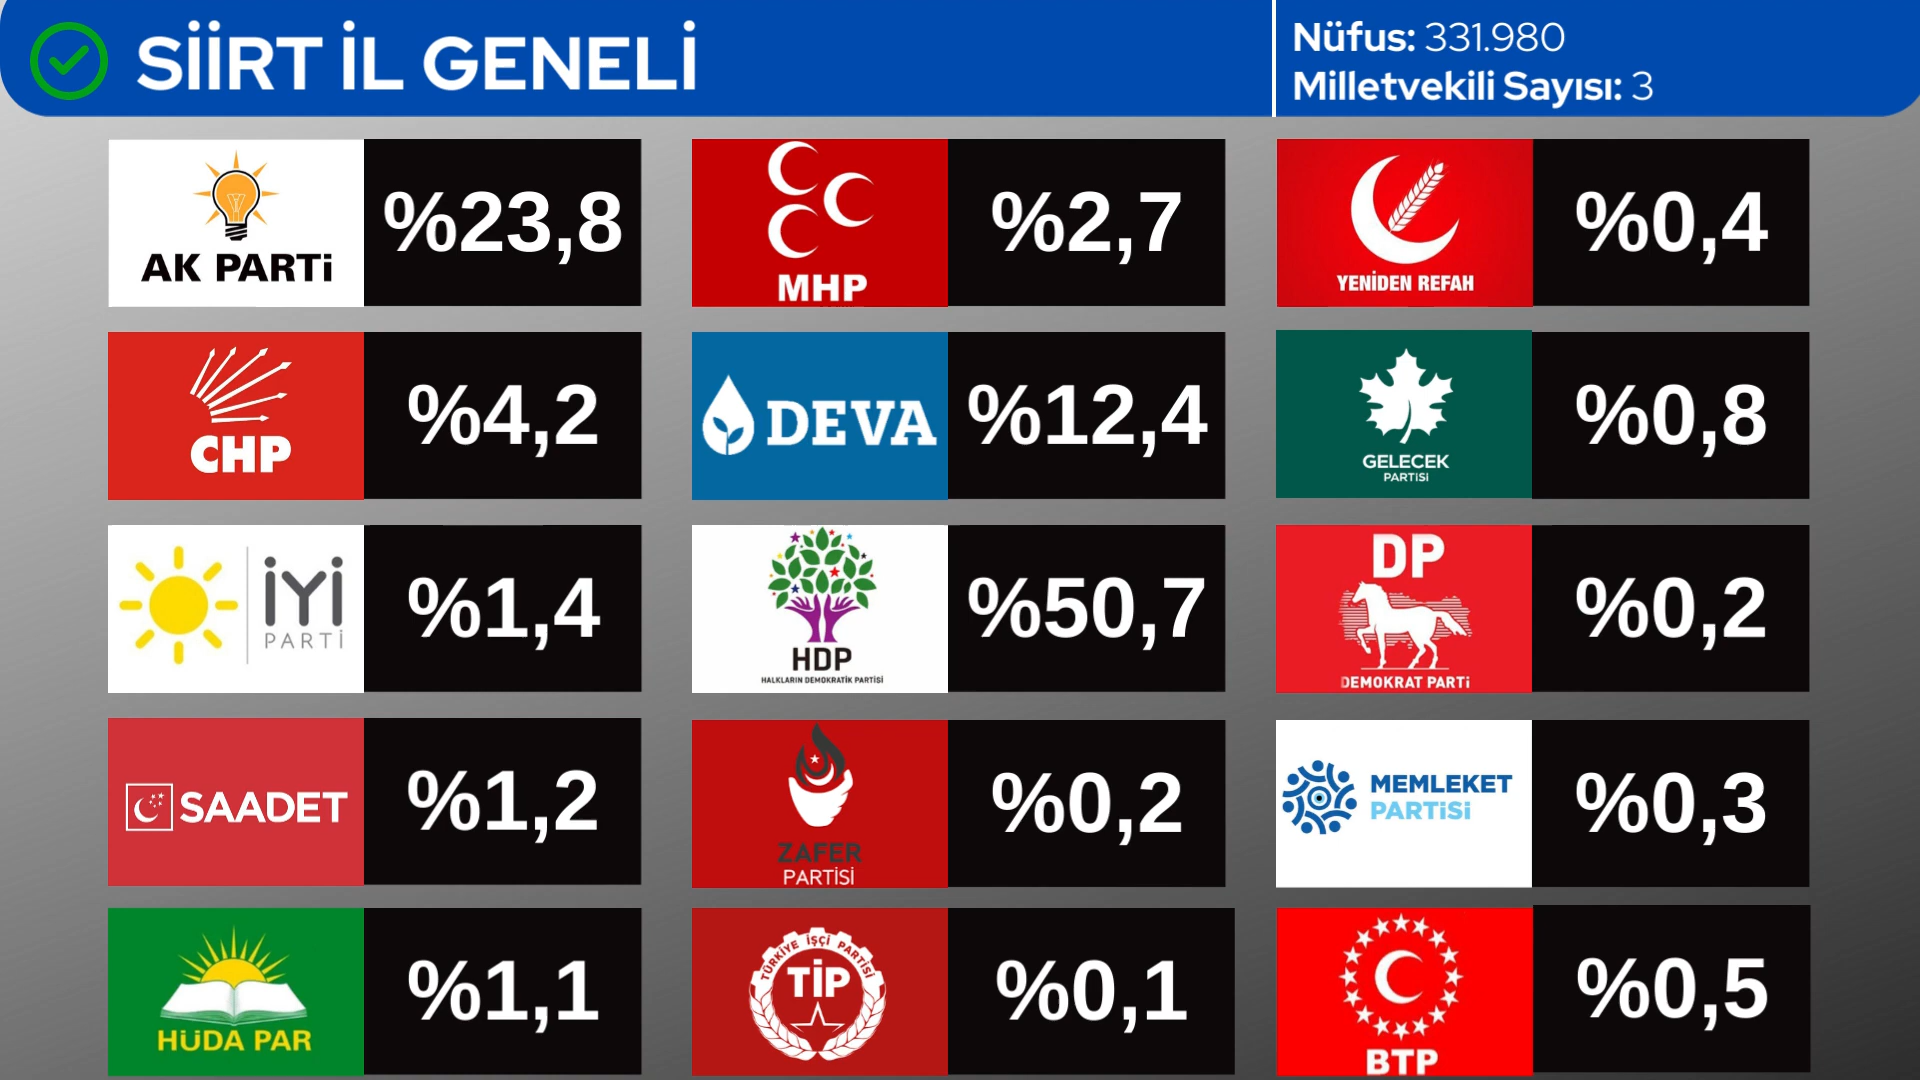 SİİRT İL GENELİ
Nüfus: 331.980
Milletvekili Sayısı: 3
AK PARTi
%23,8
MHP
%2,7
YENİDEN REFAH
%0,4
CHP
%4,2
DEVA
%12,4
GELECEK
PARTİSİ
%0,8
İYİ
PARTİ
%1,4
HDP
HALKLARIN DEMOKRATİK PARTİSİ
%50,7
DP
DEMOKRAT PARTi
%0,2
SAADET
%1,2
ZAFER
PARTİSİ
%0,2
MEMLEKET
PARTİSİ
%0,3
HÜDA PAR
%1,1
TÜRKİYE İŞÇİ PARTİSİ
TİP
%0,1
BTP
%0,5